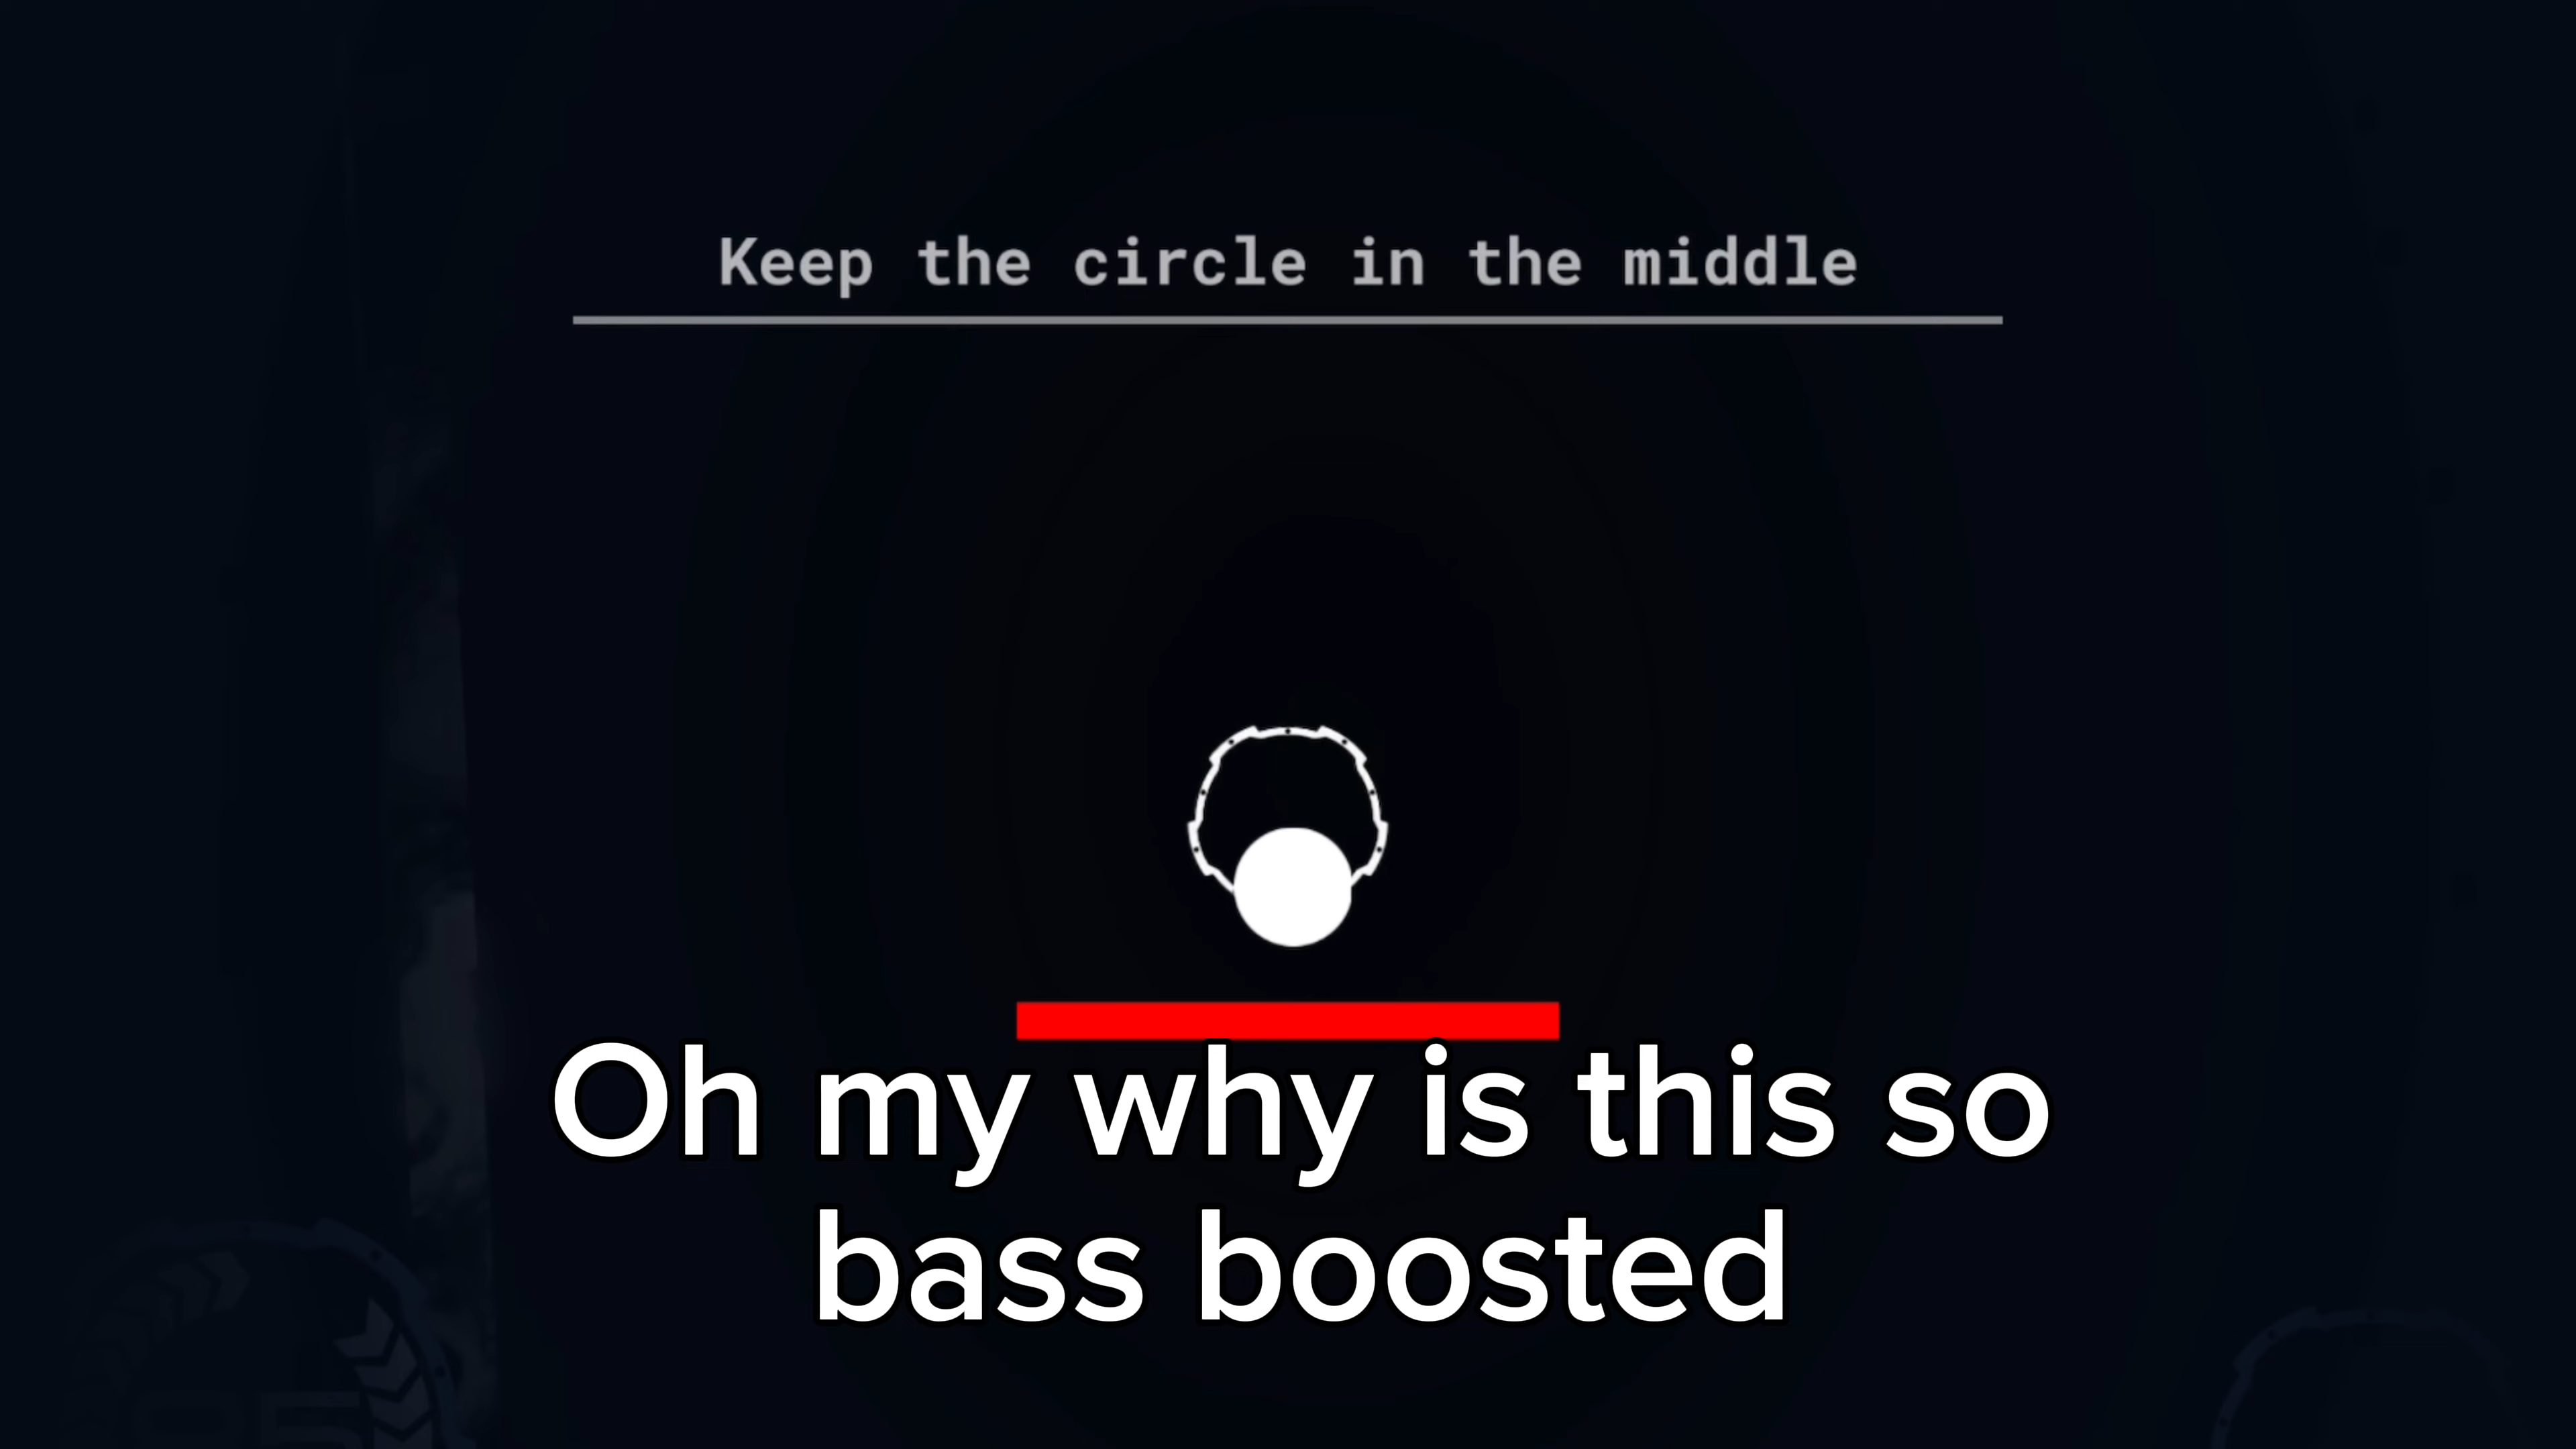 Keep the circle in the middle
Oh my why is this so
bass boosted